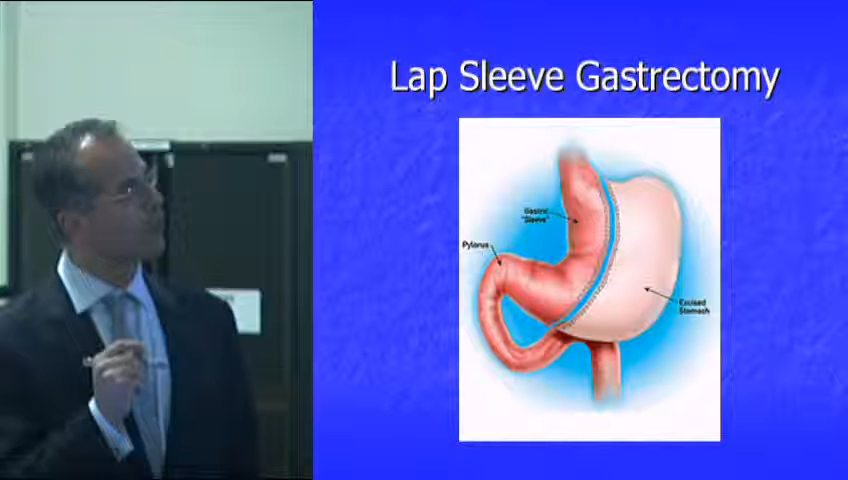 Lap Sleeve Gastrectomy
Gastric
"Sleeve"
Pylorus
Excised
Stomach